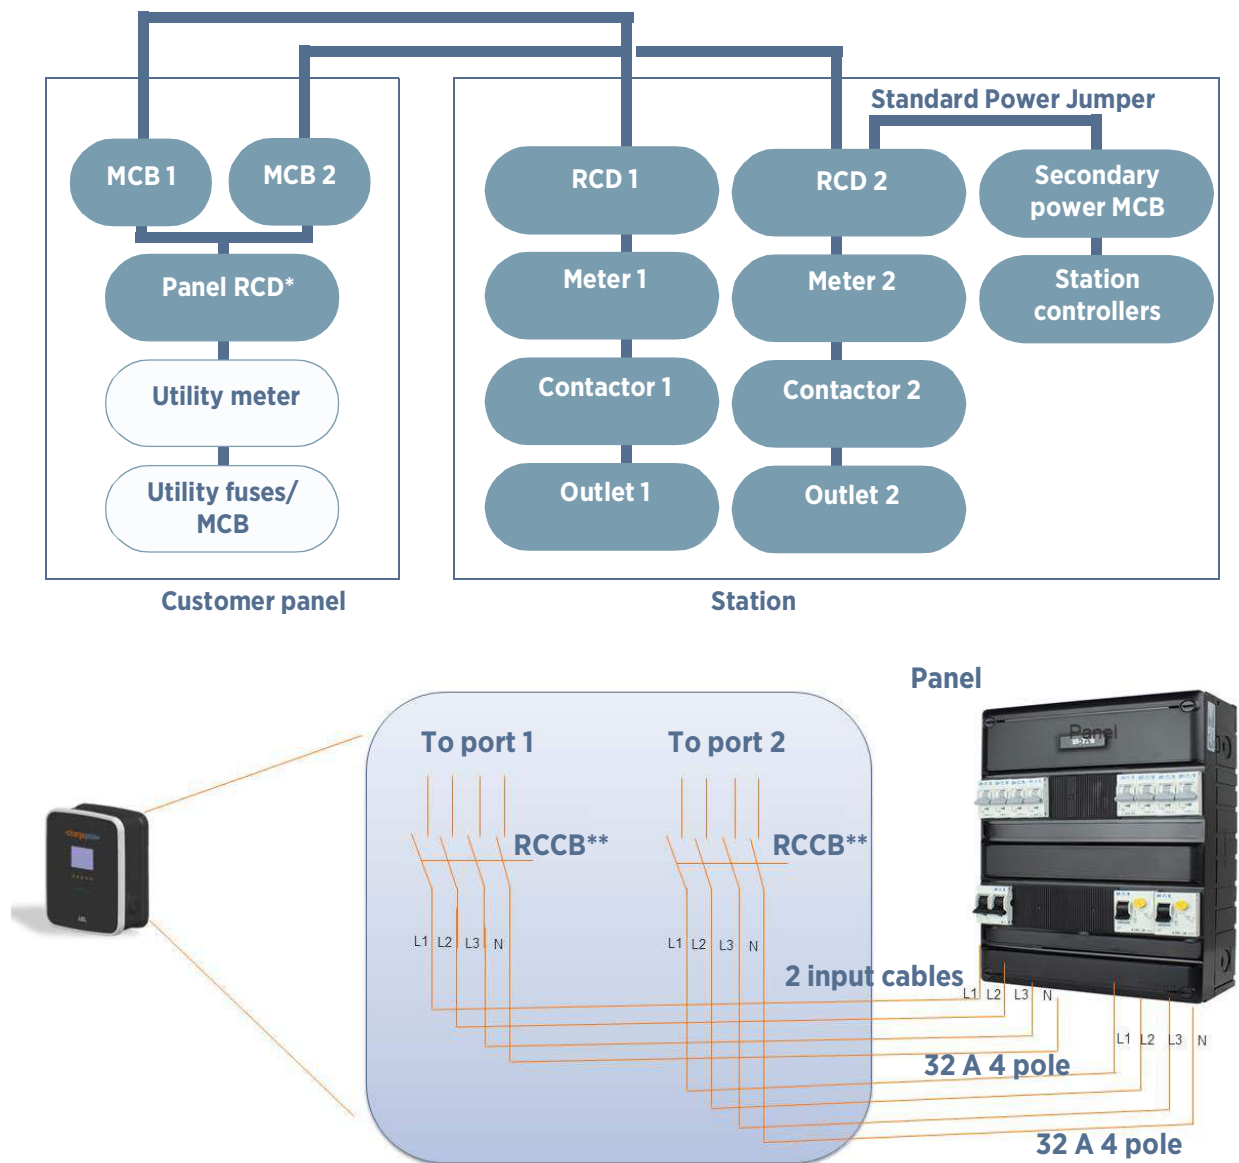 Standard Power Jumper
MCB 1
MCB 2
RCD 1
RCD 2
Secondary
power MCB
Panel RCD*
Meter 1
Meter 2
Station
controllers
Utility meter
Contactor 1
Contactor 2
Utility fuses/
MCB
Outlet 1
Outlet 2
Customer panel
Station
Panel
Panel
To port 1
To port 2
RCCB**
RCCB**
L1 L2 L3 N
L1 L2 L3 N
2 input cables
L1 L2 L3 N
L1 L2 L3 N
32 A 4 pole
32 A 4 pole